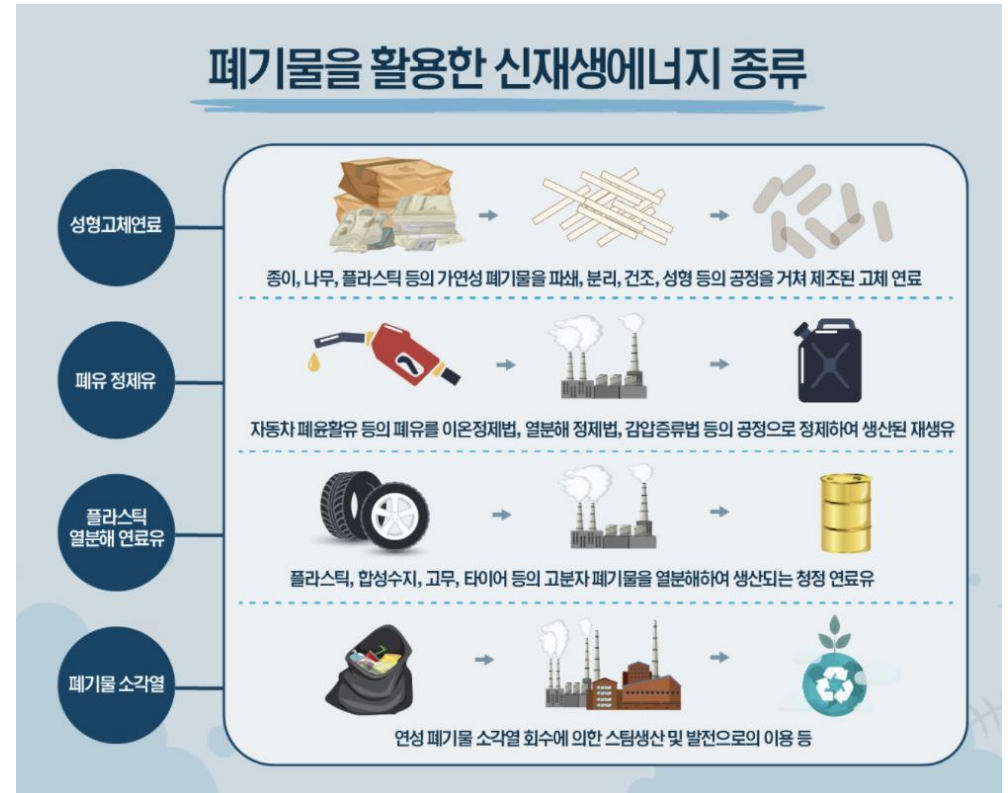 폐기물을 활용한 신재생에너지 종류
성형고체연료
종이, 나무, 플라스틱 등의 가연성 폐기물을 파쇄, 분리, 건조, 성형 등의 공정을 거쳐 제조된 고체 연료
폐유 정제유
자동차 폐윤활유 등의 폐유를 이온정제법, 열분해 정제법, 감압증류법 등의 공정으로 정제하여 생산된 재생유
플라스틱
열분해 연료유
플라스틱, 합성수지, 고무, 타이어 등의 고분자 폐기물을 열분해하여 생산되는 청정 연료유
폐기물 소각열
연성 폐기물 소각열 회수에 의한 스팀생산 및 발전으로의 이용 등